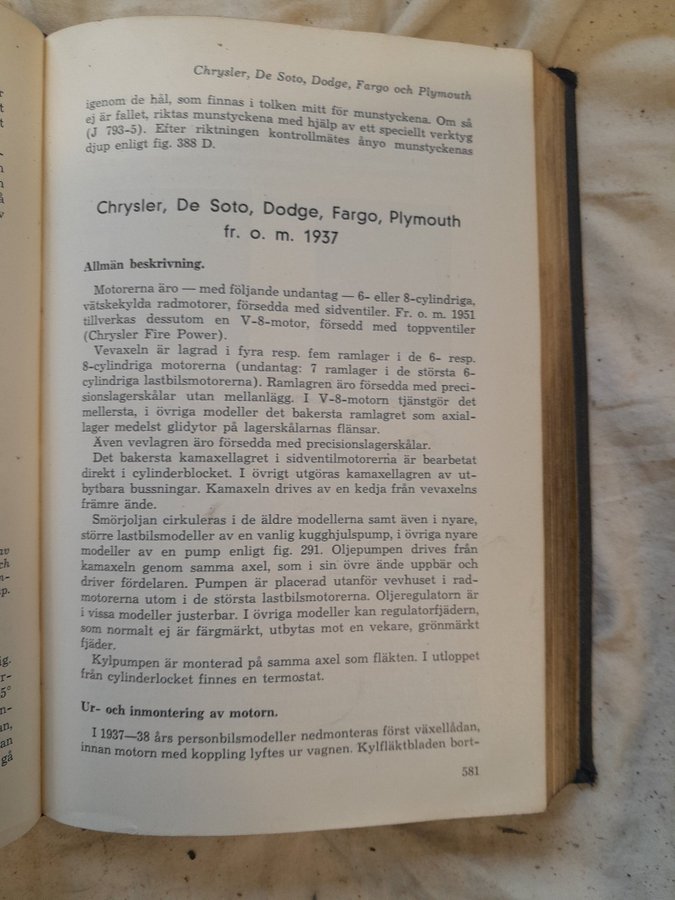 Chrysler, De Soto, Dodge, Fargo och Plymouth
igenom de hål, som finnas i tolken mitt för munstyckena. Om så
ej är fallet, riktas munstyckena med hjälp av ett speciellt verktyg
(J 793-5). Efter riktningen kontrollmätes ånyo munstyckenas
djup enligt fig. 388 D.
Chrysler, De Soto, Dodge, Fargo, Plymouth
fr. o. m. 1937
Allmän beskrivning.
Motorerna äro — med följande undantag — 6- eller 8-cylindriga,
vätskekylda radmotorer, försedda med sidventiler. Fr. o. m. 1951
tillverkas dessutom en V-8-motor, försedd med toppventiler
(Chrysler Fire Power).
Vevaxeln är lagrad i fyra resp. fem ramlager i de 6- resp.
8-cylindriga motorerna (undantag: 7 ramlager i de största 6-
cylindriga lastbilsmotorerna). Ramlagren äro försedda med preci-
sionslagerskålar utan mellanlägg. I V-8-motorn tjänstgör det
mellersta, i övriga modeller det bakersta ramlagret som axial-
lager medelst glidytor på lagerskålarnas flänsar.
Även vevlagren äro försedda med precisionslagerskålar.
Det bakersta kamaxellagret i sidventilmotorerna är bearbetat
direkt i cylinderblocket. I övrigt utgöras kamaxellagren av ut-
bytbara bussningar. Kamaxeln drives av en kedja från vevaxelns
främre ände.
Smörjoljan cirkuleras i de äldre modellerna samt även i nyare,
större lastbilsmodeller av en vanlig kugghjulspump, i övriga nyare
modeller av en pump enligt fig. 291. Oljepumpen drives från
kamaxeln genom samma axel, som i sin övre ände uppbär och
driver fördelaren. Pumpen är placerad utanför vevhuset i rad-
motorerna utom i de största lastbilsmotorerna. Oljeregulatorn är
i vissa modeller justerbar. I övriga modeller kan regulatorfjädern,
som normalt ej är färgmärkt, utbytas mot en vekare, grönmärkt
fjäder.
Kylpumpen är monterad på samma axel som fläkten. I utloppet
från cylinderlocket finnes en termostat.
Ur- och inmontering av motorn.
I 1937—38 års personbilsmodeller nedmonteras först växellådan,
innan motorn med koppling lyftes ur vagnen. Kylfläktbladen bort-
581